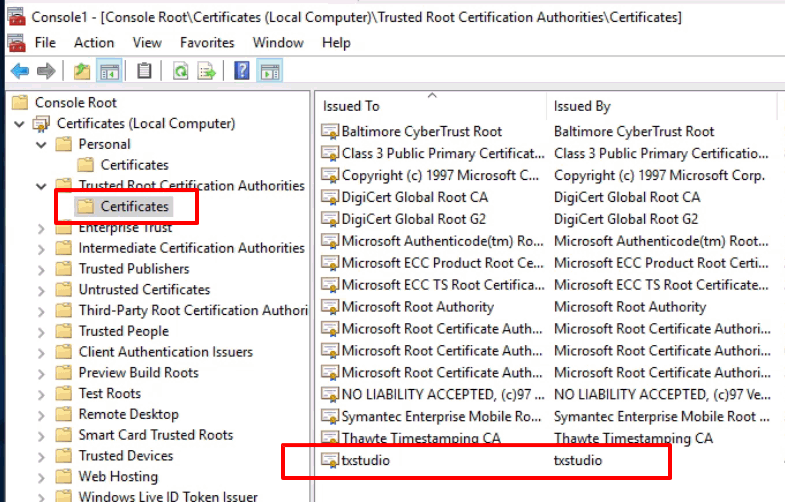 Console1 - [Console Root\Certificates (Local Computer)\Trusted Root Certification Authorities\Certificates]
File Action View Favorites Window Help
Console Root
Certificates (Local Computer)
Personal
Certificates
Trusted Root Certification Authorities
Certificates
Enterprise Trust
Intermediate Certification Authorities
Trusted Publishers
Untrusted Certificates
Third-Party Root Certification Authori
Trusted People
Client Authentication Issuers
Preview Build Roots
Test Roots
Remote Desktop
Smart Card Trusted Roots
Trusted Devices
Web Hosting
Windows Live ID Token Issuer
Issued To Issued By
Baltimore CyberTrust Root Baltimore CyberTrust Root
Class 3 Public Primary Certificat... Class 3 Public Primary Certificatio...
Copyright (c) 1997 Microsoft C... Copyright (c) 1997 Microsoft Corp.
DigiCert Global Root CA DigiCert Global Root CA
DigiCert Global Root G2 DigiCert Global Root G2
Microsoft Authenticode(tm) Ro... Microsoft Authenticode(tm) Root...
Microsoft ECC Product Root Ce... Microsoft ECC Product Root Certifi...
Microsoft ECC TS Root Certifica... Microsoft ECC TS Root Certificate...
Microsoft Root Authority Microsoft Root Authority
Microsoft Root Certificate Auth... Microsoft Root Certificate Authori...
Microsoft Root Certificate Auth... Microsoft Root Certificate Authori...
Microsoft Root Certificate Auth... Microsoft Root Certificate Authori...
NO LIABILITY ACCEPTED, (c)97 ... NO LIABILITY ACCEPTED, (c)97 Ve...
Symantec Enterprise Mobile Ro... Symantec Enterprise Mobile Root ...
Thawte Timestamping CA Thawte Timestamping CA
txstudio txstudio